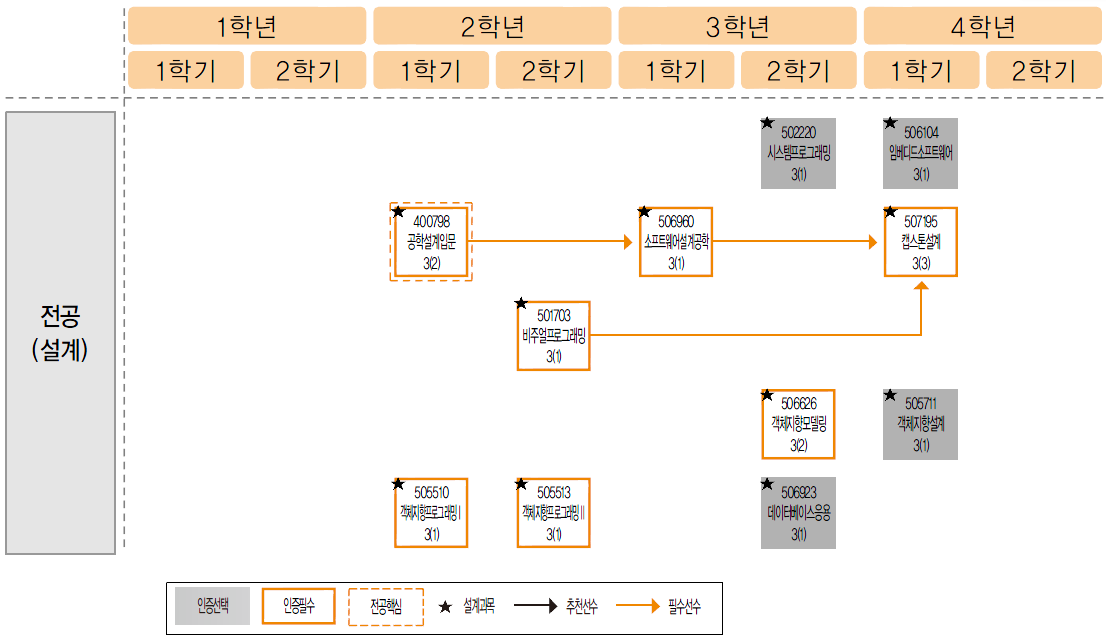 1학년 2학년 3학년 4학년
1학기 2학기 1학기 2학기 1학기 2학기 1학기 2학기
전공
(설계)
502220
시스템프로그래밍
3(1)
506104
임베디드소프트웨어
3(1)
400798
공학설계입문
3(2)
506960
소프트웨어설계공학
3(1)
507195
캡스톤설계
3(3)
501703
비주얼프로그래밍
3(1)
506626
객체지향모델링
3(2)
505711
객체지향설계
3(1)
505510
객체지향프로그래밍 I
3(1)
505513
객체지향프로그래밍 II
3(1)
506923
데이터베이스응용
3(1)
인증선택 인증필수 전공핵심 설계과목 추천선수 필수선수